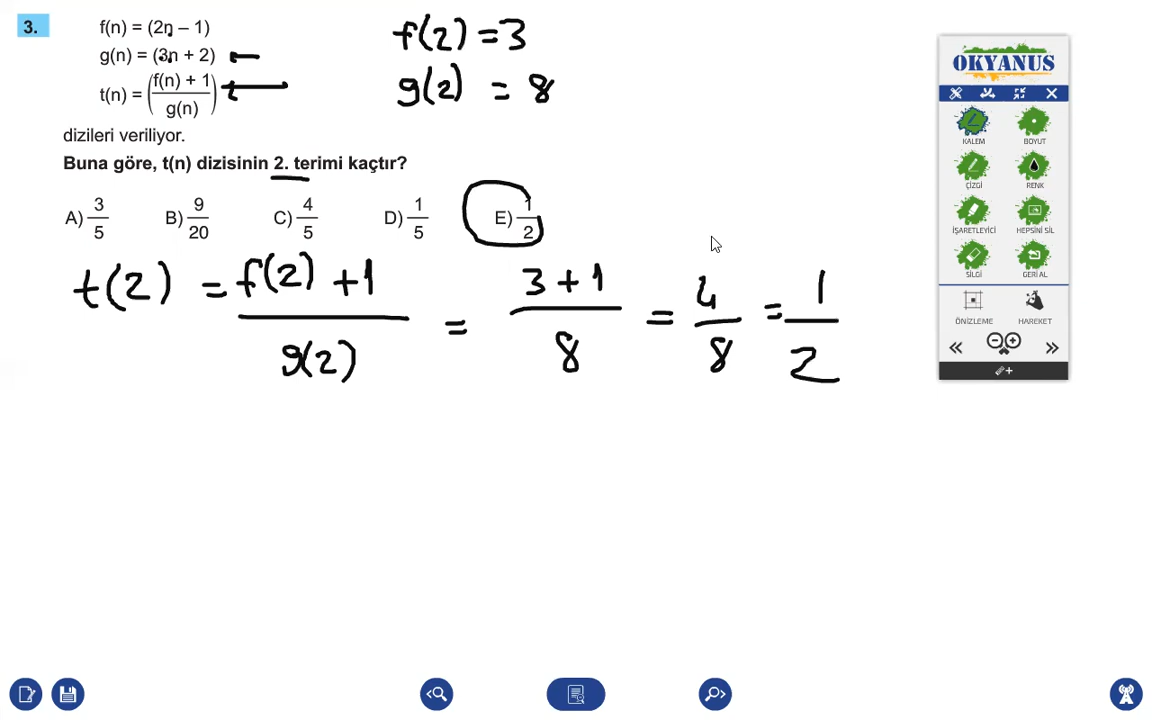 3.
f(n) = (2n – 1)
g(n) = (3n + 2)
t(n) = (f(n) + 1 / g(n))
dizileri veriliyor.
Buna göre, t(n) dizisinin 2. terimi kaçtır?
A) 3/5 B) 9/20 C) 4/5 D) 1/5 E) 1/2
f(2) = 3
g(2) = 8
t(2) = f(2) + 1 / g(2) = 3 + 1 / 8 = 4/8 = 1/2
OKYANUS
KALEM BOYUT
ÇİZGİ RENK
İŞARETLEYİCİ HEPSİNİ SİL
SİLGİ GERİ AL
ÖNİZLEME HAREKET